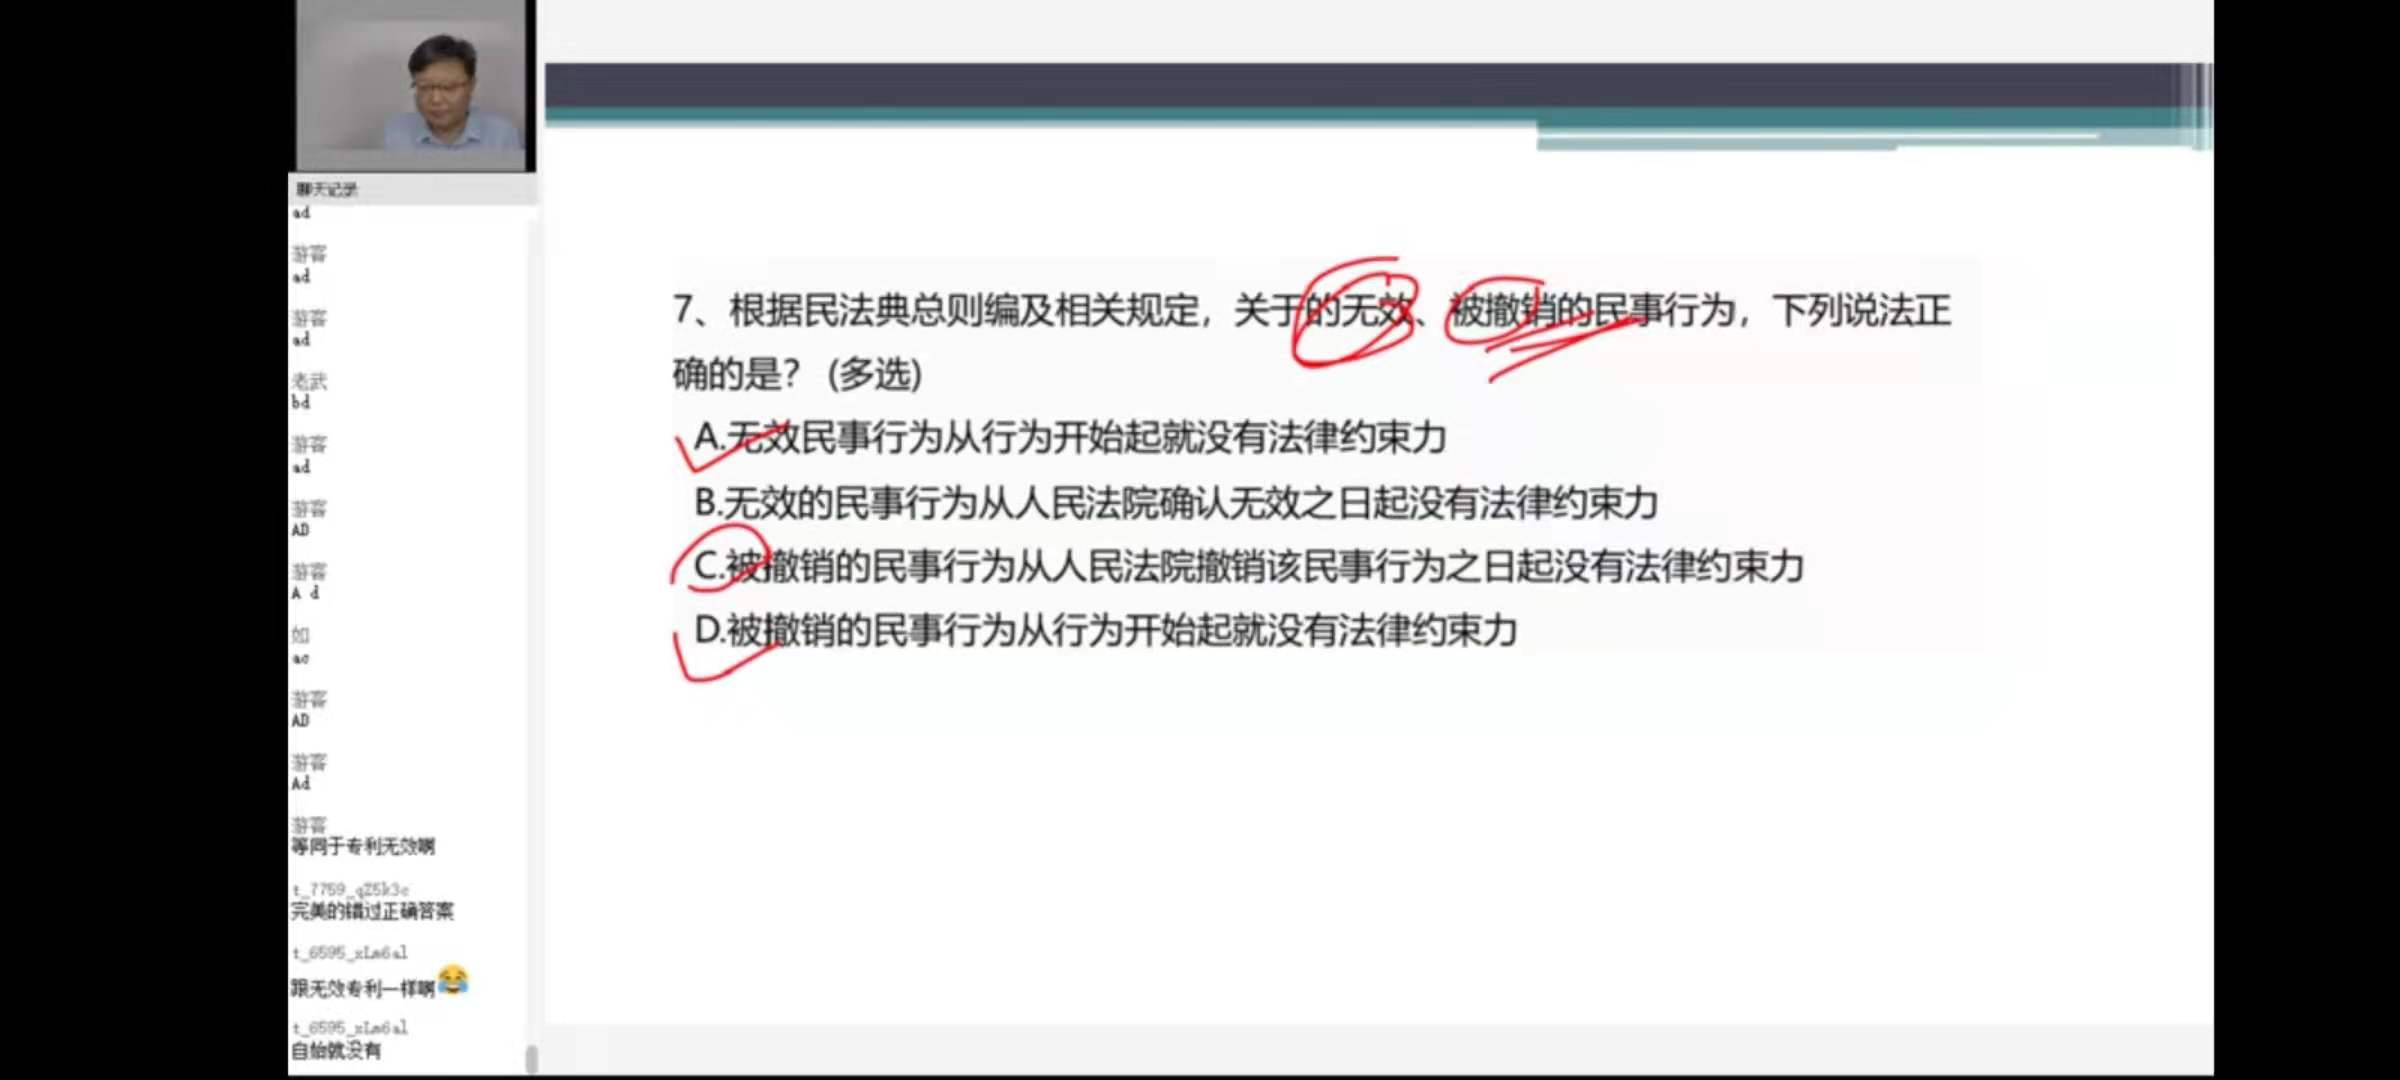 聊天记录
ad
游客
ad
游客
ad
老武
bd
游客
ad
游客
AD
游客
A d
如
ac
游客
AD
游客
Ad
游客
等同于专利无效啊
t_7759_qZ5k3c
完美的错过正确答案
t_6595_xLm6al
跟无效专利一样啊😂
t_6595_xLm6al
自始就没有
7、根据民法典总则编及相关规定，关于的无效、被撤销的民事行为，下列说法正
确的是？(多选)
A.无效民事行为从行为开始起就没有法律约束力
B.无效的民事行为从人民法院确认无效之日起没有法律约束力
C.被撤销的民事行为从人民法院撤销该民事行为之日起没有法律约束力
D.被撤销的民事行为从行为开始起就没有法律约束力